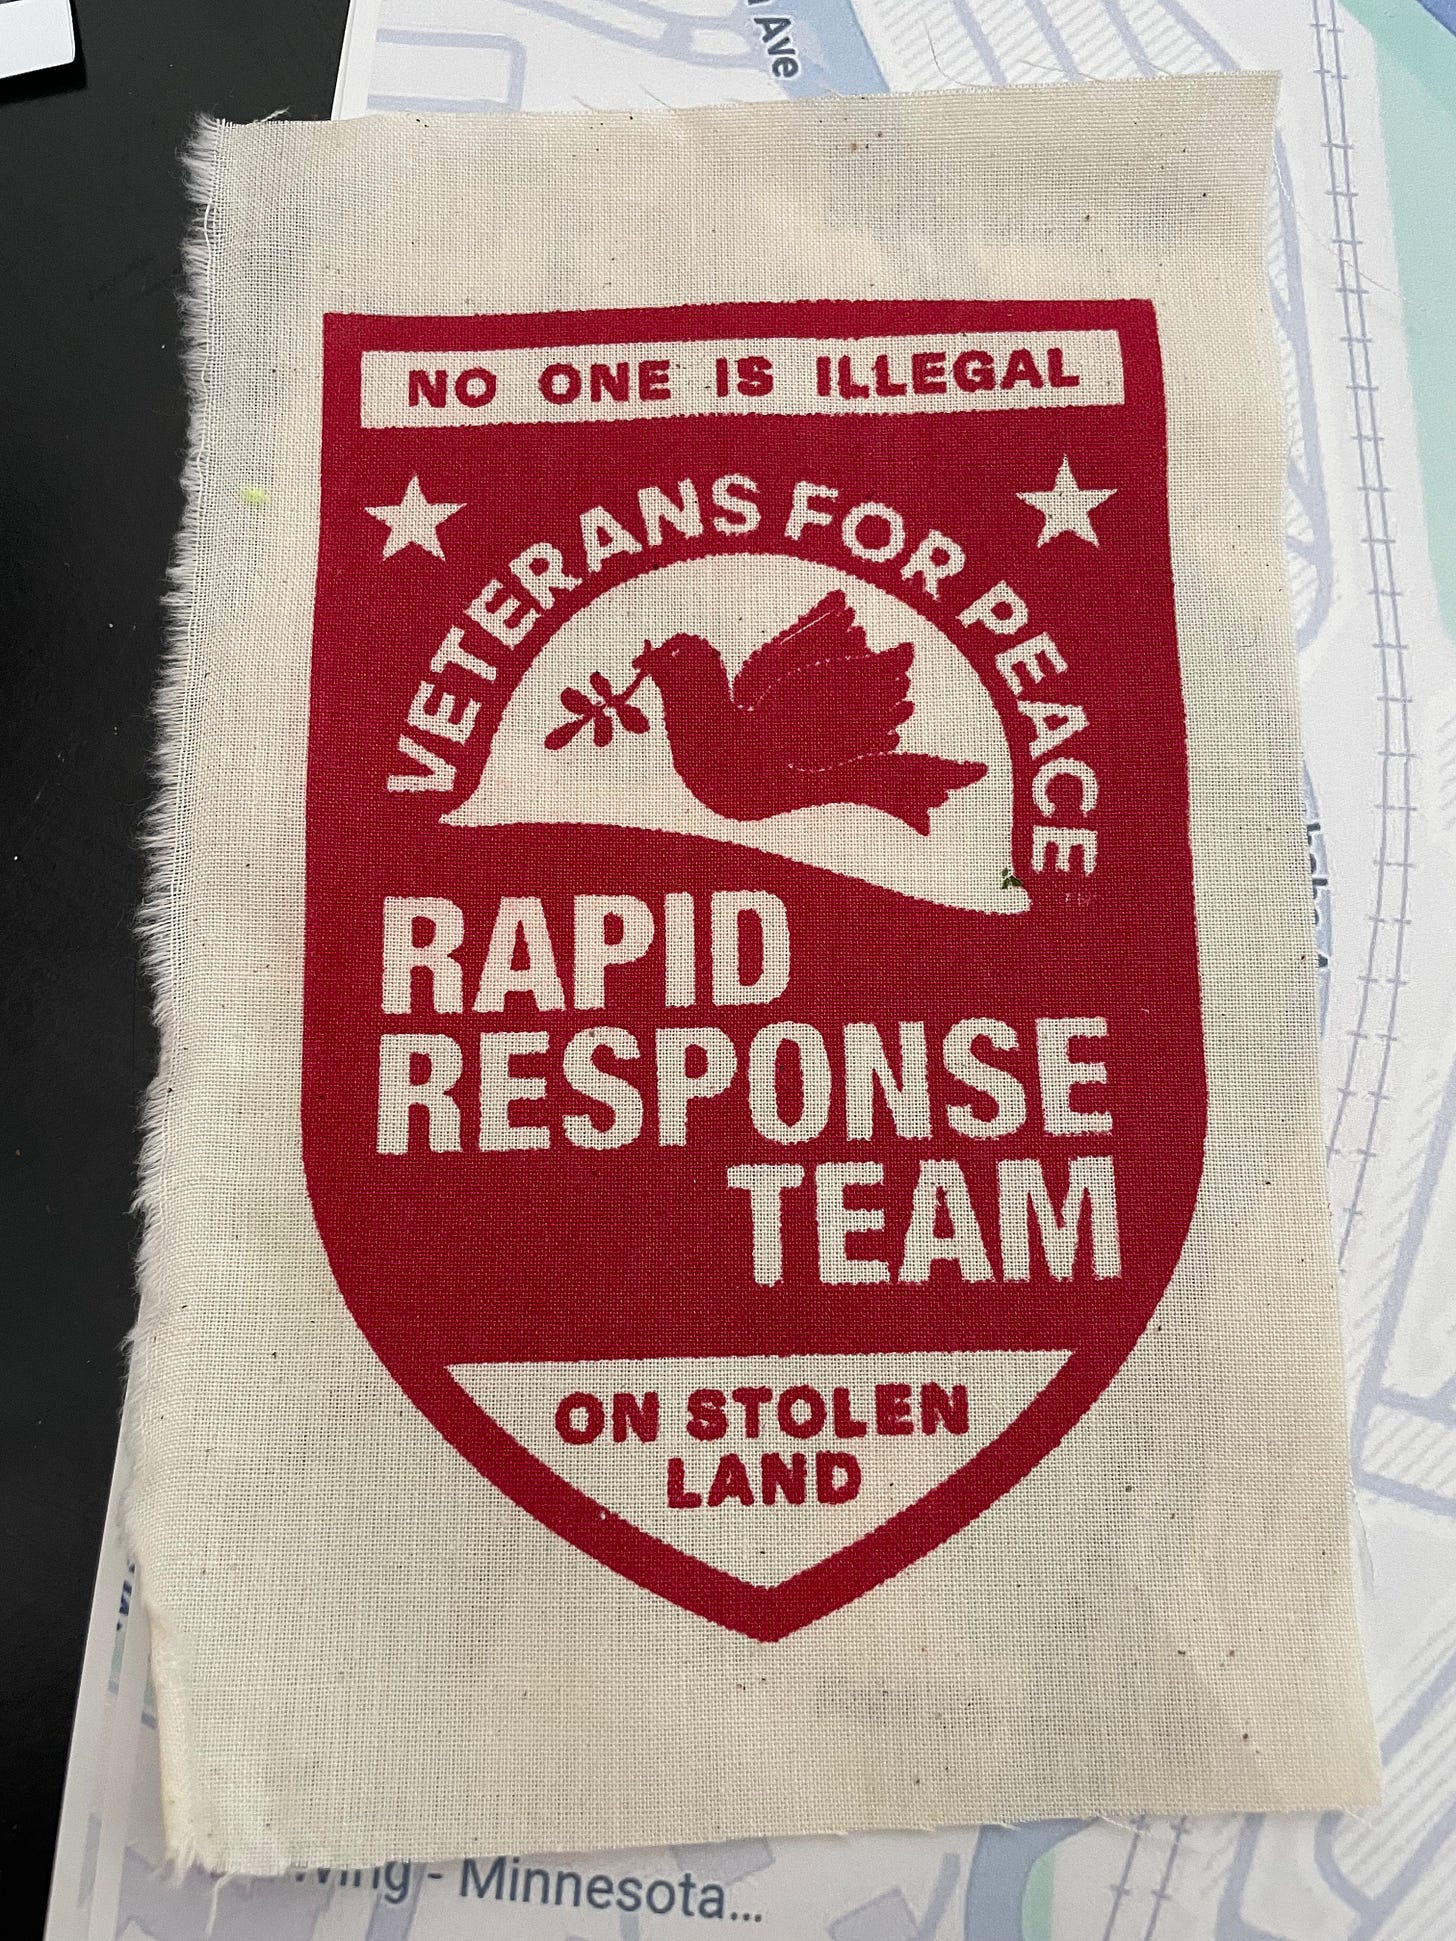 Ave
NO ONE IS ILLEGAL
VETERANS FOR PEACE
RAPID
RESPONSE
TEAM
ON STOLEN
LAND
- Minnesota...